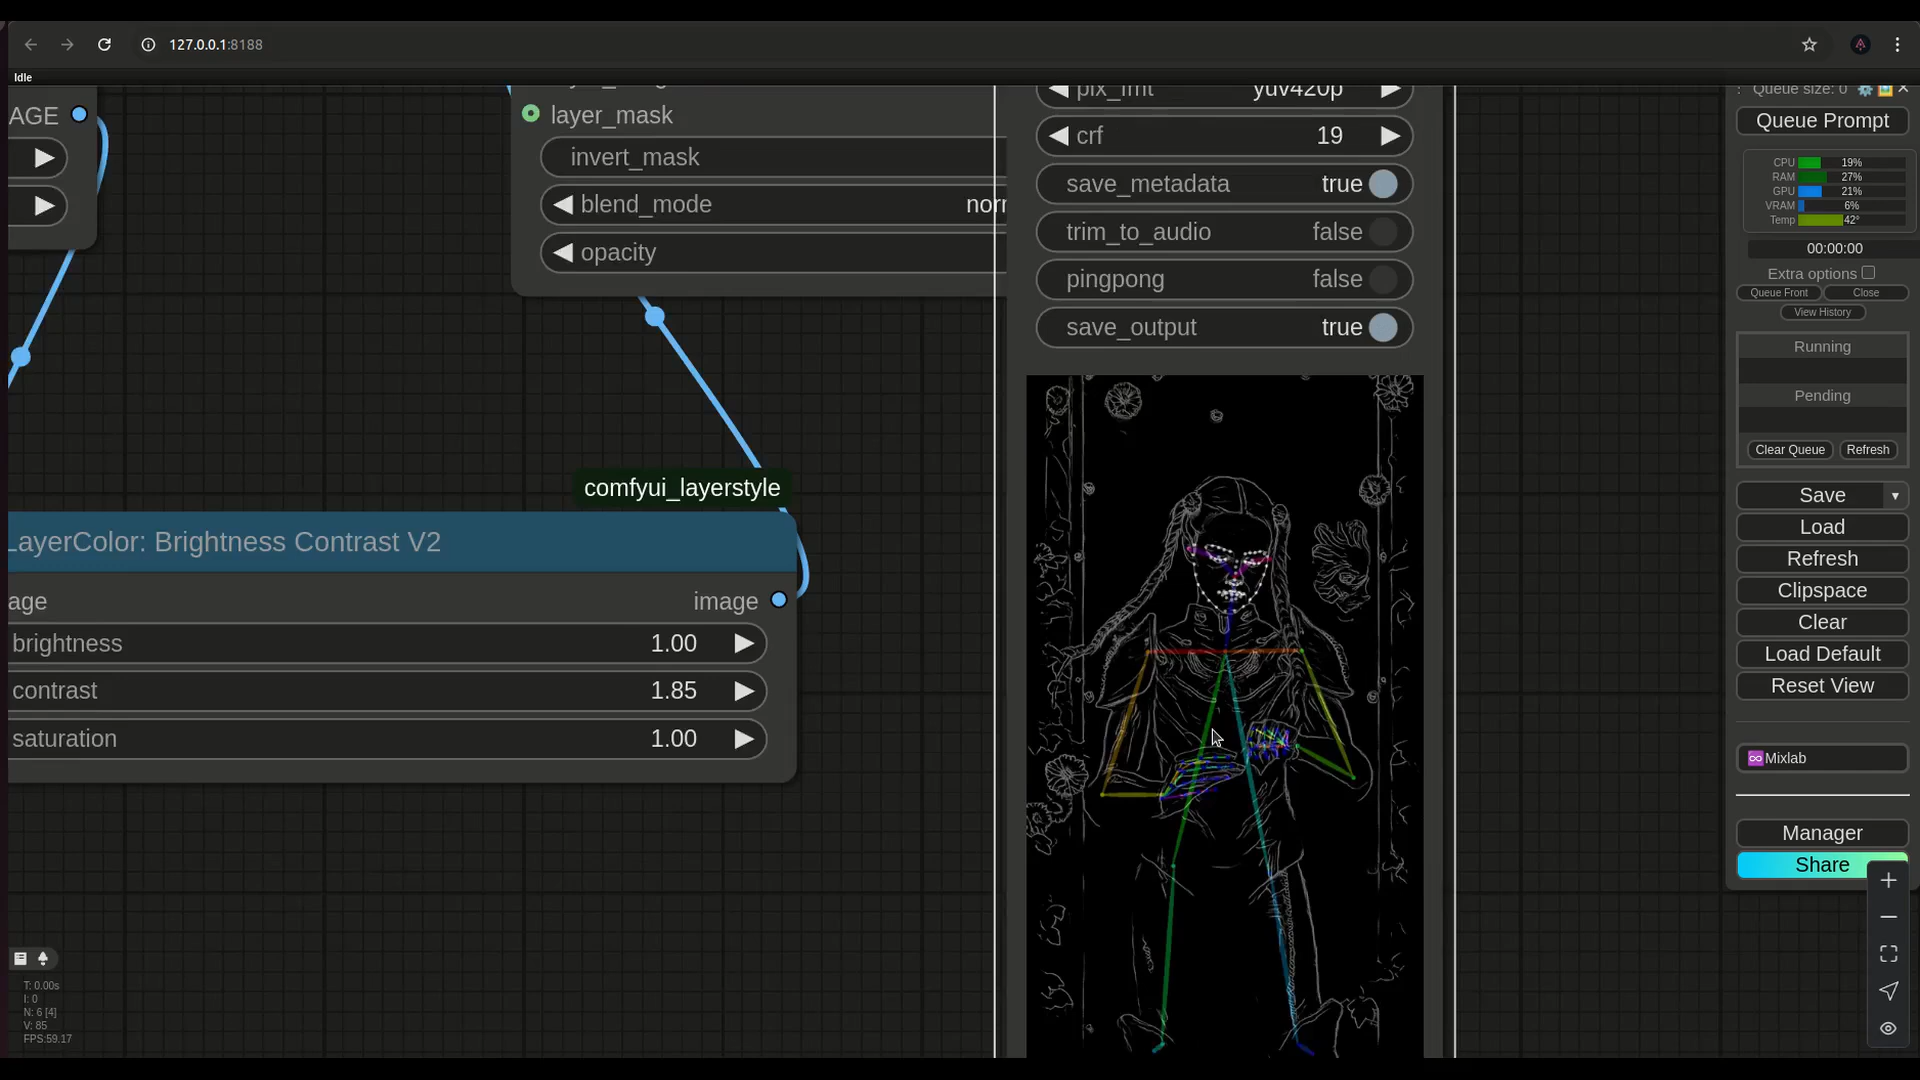 127.0.0.1:8188
Idle
AGE
layer_mask
invert_mask
blend_mode
opacity
pix_fmt yuv420p
crf 19
save_metadata true
trim_to_audio false
pingpong false
save_output true
comfyui_layerstyle
LayerColor: Brightness Contrast V2
age image
brightness 1.00
contrast 1.85
saturation 1.00
T: 0.00s
I: 0
N: 6 [4]
V: 85
FPS:59.17
Queue size: 0
Queue Prompt
CPU 19%
RAM 27%
GPU 21%
VRAM 6%
Temp 42°
00:00:00
Extra options
Queue Front Close
View History
Running
Pending
Clear Queue Refresh
Save
Load
Refresh
Clipspace
Clear
Load Default
Reset View
Mixlab
Manager
Share